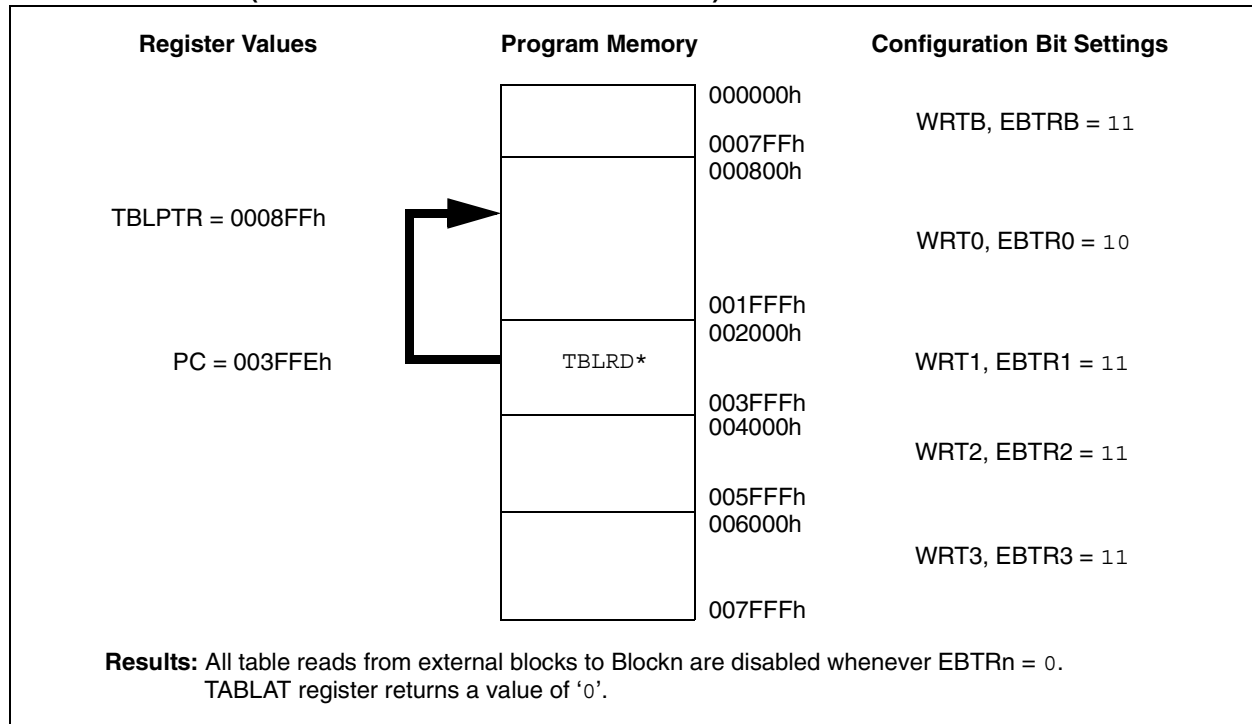 Register Values Program Memory Configuration Bit Settings
000000h
WRTB, EBTRB = 11
0007FFh
000800h
TBLPTR = 0008FFh
WRT0, EBTR0 = 10
001FFFh
002000h
PC = 003FFEh TBLRD* WRT1, EBTR1 = 11
003FFFh
004000h
WRT2, EBTR2 = 11
005FFFh
006000h
WRT3, EBTR3 = 11
007FFFh
Results: All table reads from external blocks to Blockn are disabled whenever EBTRn = 0.
TABLAT register returns a value of ‘0’.